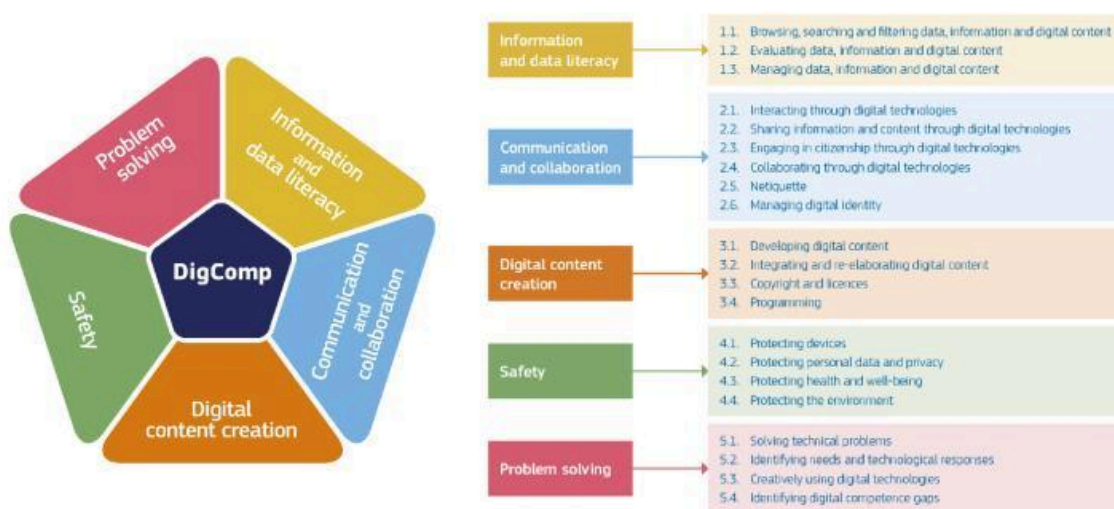 Problem
solving
Information
and
data literacy
DigComp
Safety
Communication
and
collaboration
Digital
content creation
Information
and data literacy
1.1. Browsing, searching and filtering data, information and digital content
1.2. Evaluating data, information and digital content
1.3. Managing data, information and digital content
Communication
and collaboration
2.1. Interacting through digital technologies
2.2. Sharing information and content through digital technologies
2.3. Engaging in citizenship through digital technologies
2.4. Collaborating through digital technologies
2.5. Netiquette
2.6. Managing digital identity
Digital content
creation
3.1. Developing digital content
3.2. Integrating and re-elaborating digital content
3.3. Copyright and licences
3.4. Programming
Safety
4.1. Protecting devices
4.2. Protecting personal data and privacy
4.3. Protecting health and well-being
4.4. Protecting the environment
Problem solving
5.1. Solving technical problems
5.2. Identifying needs and technological responses
5.3. Creatively using digital technologies
5.4. Identifying digital competence gaps